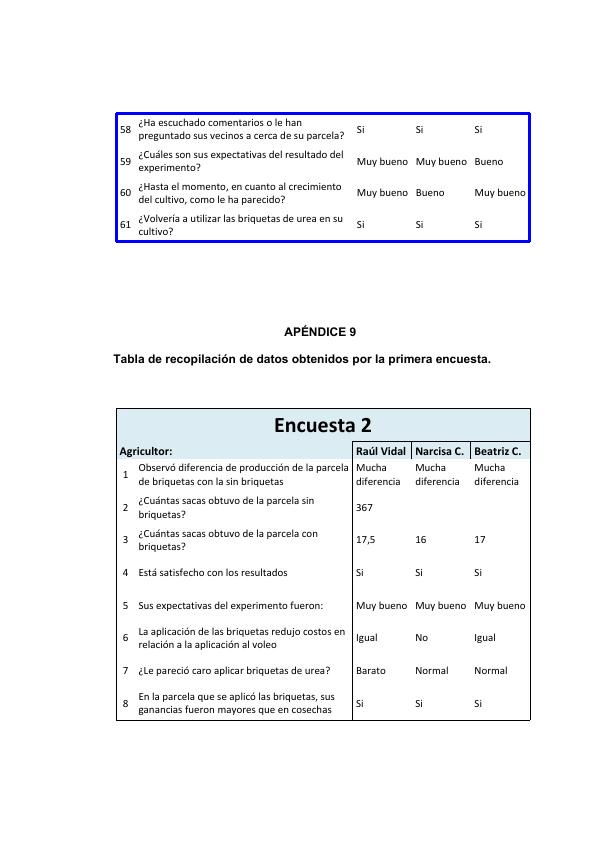 58 ¿Ha escuchado comentarios o le han
preguntado sus vecinos a cerca de su parcela? Si Si Si
59 ¿Cuáles son sus expectativas del resultado del
experimento? Muy bueno Muy bueno Bueno
60 ¿Hasta el momento, en cuanto al crecimiento
del cultivo, como le ha parecido? Muy bueno Bueno Muy bueno
61 ¿Volvería a utilizar las briquetas de urea en su
cultivo? Si Si Si
APÉNDICE 9
Tabla de recopilación de datos obtenidos por la primera encuesta.
Encuesta 2
Agricultor: Raúl Vidal Narcisa C. Beatriz C.
1 Observó diferencia de producción de la parcela Mucha Mucha Mucha
de briquetas con la sin briquetas diferencia diferencia diferencia
2 ¿Cuántas sacas obtuvo de la parcela sin
briquetas? 367
3 ¿Cuántas sacas obtuvo de la parcela con
briquetas? 17,5 16 17
4 Está satisfecho con los resultados Si Si Si
5 Sus expectativas del experimento fueron: Muy bueno Muy bueno Muy bueno
6 La aplicación de las briquetas redujo costos en
relación a la aplicación al voleo Igual No Igual
7 ¿Le pareció caro aplicar briquetas de urea? Barato Normal Normal
8 En la parcela que se aplicó las briquetas, sus
ganancias fueron mayores que en cosechas Si Si Si